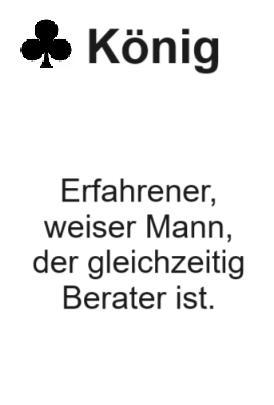 ♣ König
Erfahrener,
weiser Mann,
der gleichzeitig
Berater ist.